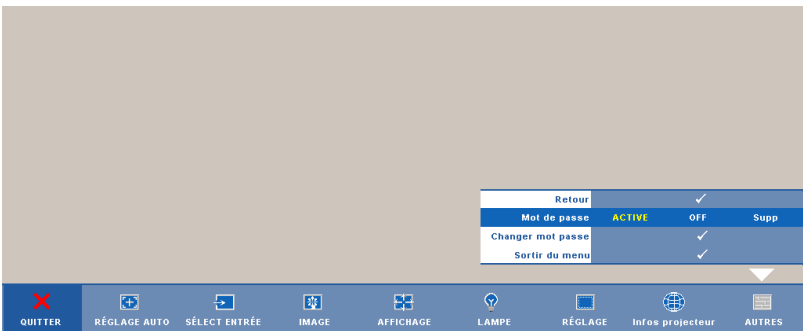 Retour
Mot de passe ACTIVE OFF Supp
Changer mot passe
Sortir du menu
QUITTER RÉGLAGE AUTO SÉLECT ENTRÉE IMAGE AFFICHAGE LAMPE RÉGLAGE Infos projecteur AUTRES